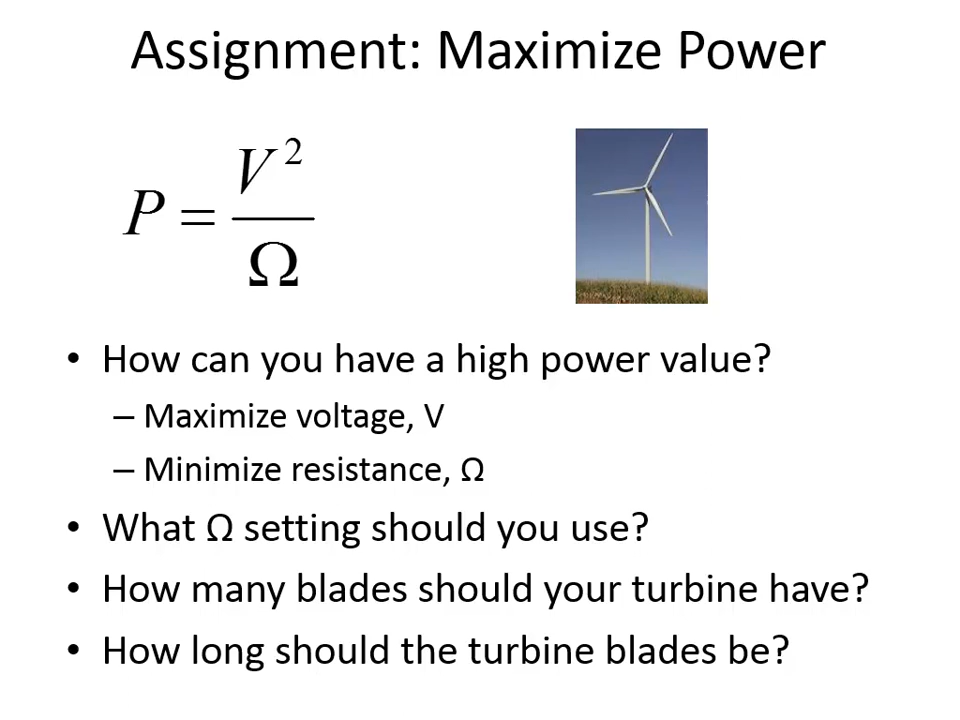 Assignment: Maximize Power
P = V² / Ω
• How can you have a high power value?
– Maximize voltage, V
– Minimize resistance, Ω
• What Ω setting should you use?
• How many blades should your turbine have?
• How long should the turbine blades be?